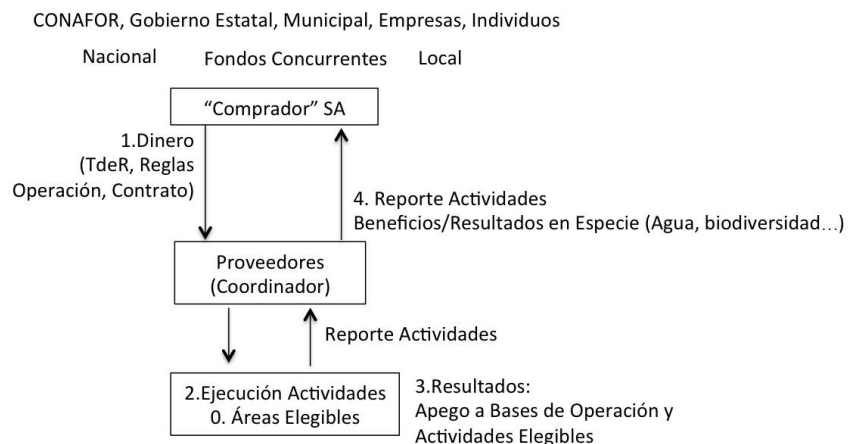 CONAFOR, Gobierno Estatal, Municipal, Empresas, Individuos
Nacional Fondos Concurrentes Local
“Comprador” SA
1.Dinero
(TdeR, Reglas
Operación, Contrato)
4. Reporte Actividades
Beneficios/Resultados en Especie (Agua, biodiversidad…)
Proveedores
(Coordinador)
Reporte Actividades
2.Ejecución Actividades
0. Áreas Elegibles
3.Resultados:
Apego a Bases de Operación y
Actividades Elegibles